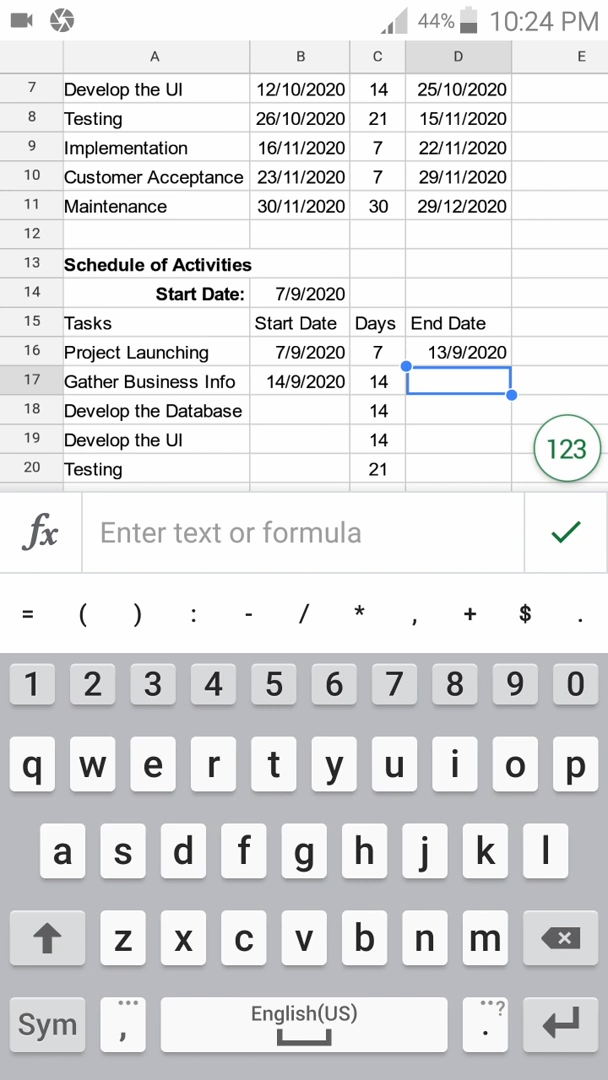 44% 10:24 PM
A B C D E
7 Develop the UI 12/10/2020 14 25/10/2020
8 Testing 26/10/2020 21 15/11/2020
9 Implementation 16/11/2020 7 22/11/2020
10 Customer Acceptance 23/11/2020 7 29/11/2020
11 Maintenance 30/11/2020 30 29/12/2020
12
13 Schedule of Activities
14 Start Date: 7/9/2020
15 Tasks Start Date Days End Date
16 Project Launching 7/9/2020 7 13/9/2020
17 Gather Business Info 14/9/2020 14
18 Develop the Database 14
19 Develop the UI 14
20 Testing 21
123
fx Enter text or formula
= ( ) : - / * , + $ .
1 2 3 4 5 6 7 8 9 0
q w e r t y u i o p
a s d f g h j k l
z x c v b n m
Sym , ... English(US) . ...?